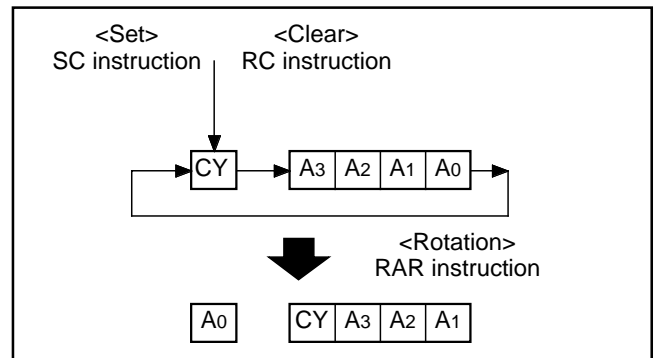 <Set> <Clear>
SC instruction RC instruction
CY A3 A2 A1 A0
<Rotation>
RAR instruction
A0 CY A3 A2 A1